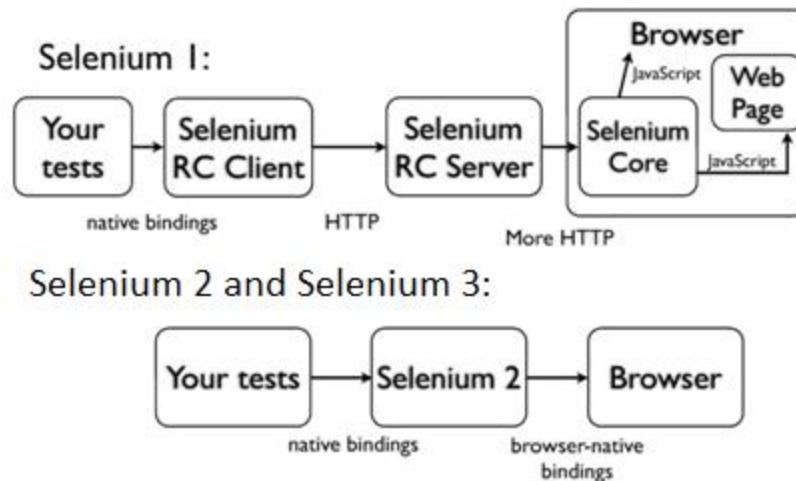 Selenium 1:
Browser
JavaScript
Web
Page
Your
tests
Selenium
RC Client
Selenium
RC Server
Selenium
Core
JavaScript
native bindings
HTTP
More HTTP
Selenium 2 and Selenium 3:
Your tests
Selenium 2
Browser
native bindings
browser-native
bindings